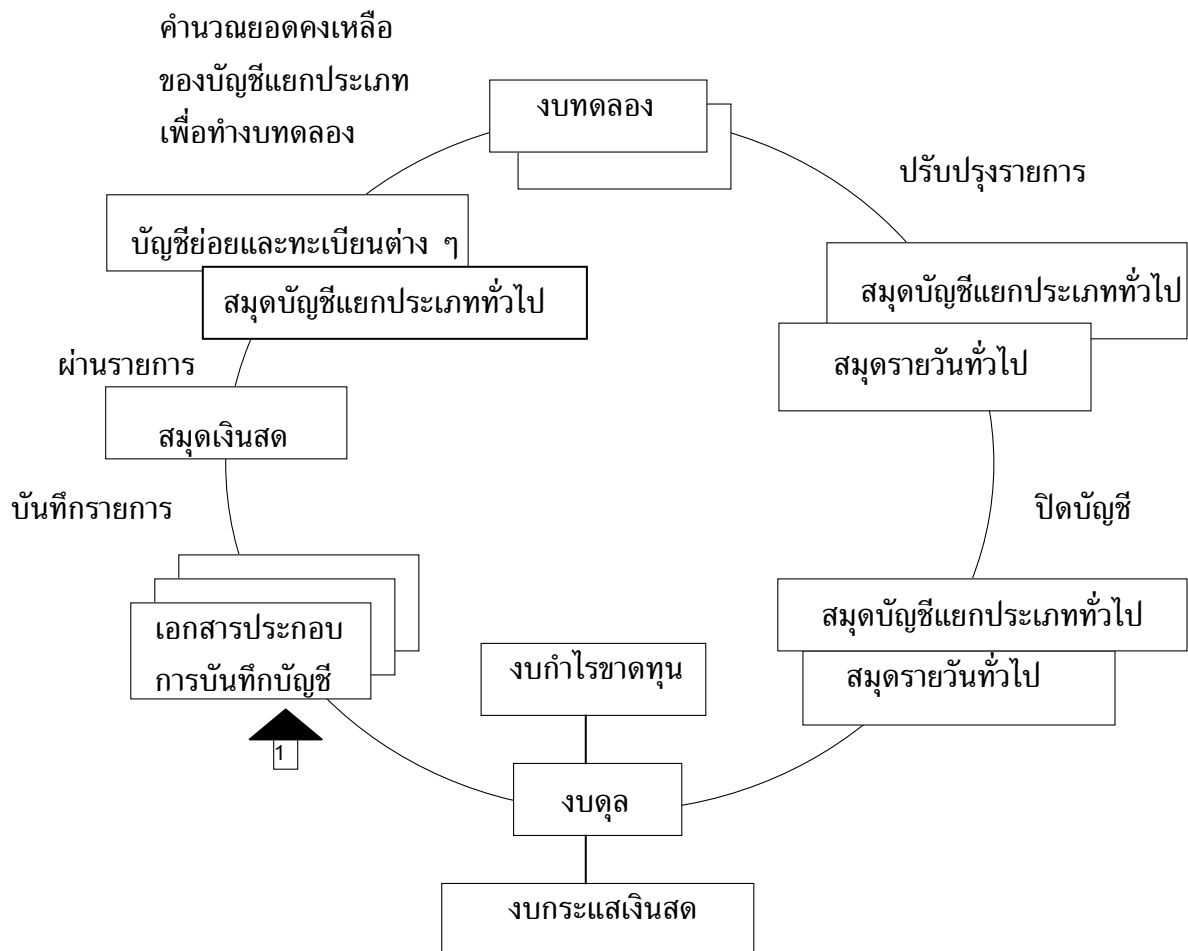 คำนวณยอดคงเหลือ
ของบัญชีแยกประเภท
เพื่อทำงบทดลอง
งบทดลอง
ปรับปรุงรายการ
บัญชีย่อยและทะเบียนต่าง ๆ
สมุดบัญชีแยกประเภททั่วไป
สมุดบัญชีแยกประเภททั่วไป
สมุดรายวันทั่วไป
ผ่านรายการ
สมุดเงินสด
บันทึกรายการ
ปิดบัญชี
เอกสารประกอบ
การบันทึกบัญชี
1
สมุดบัญชีแยกประเภททั่วไป
สมุดรายวันทั่วไป
งบกำไรขาดทุน
งบดุล
งบกระแสเงินสด